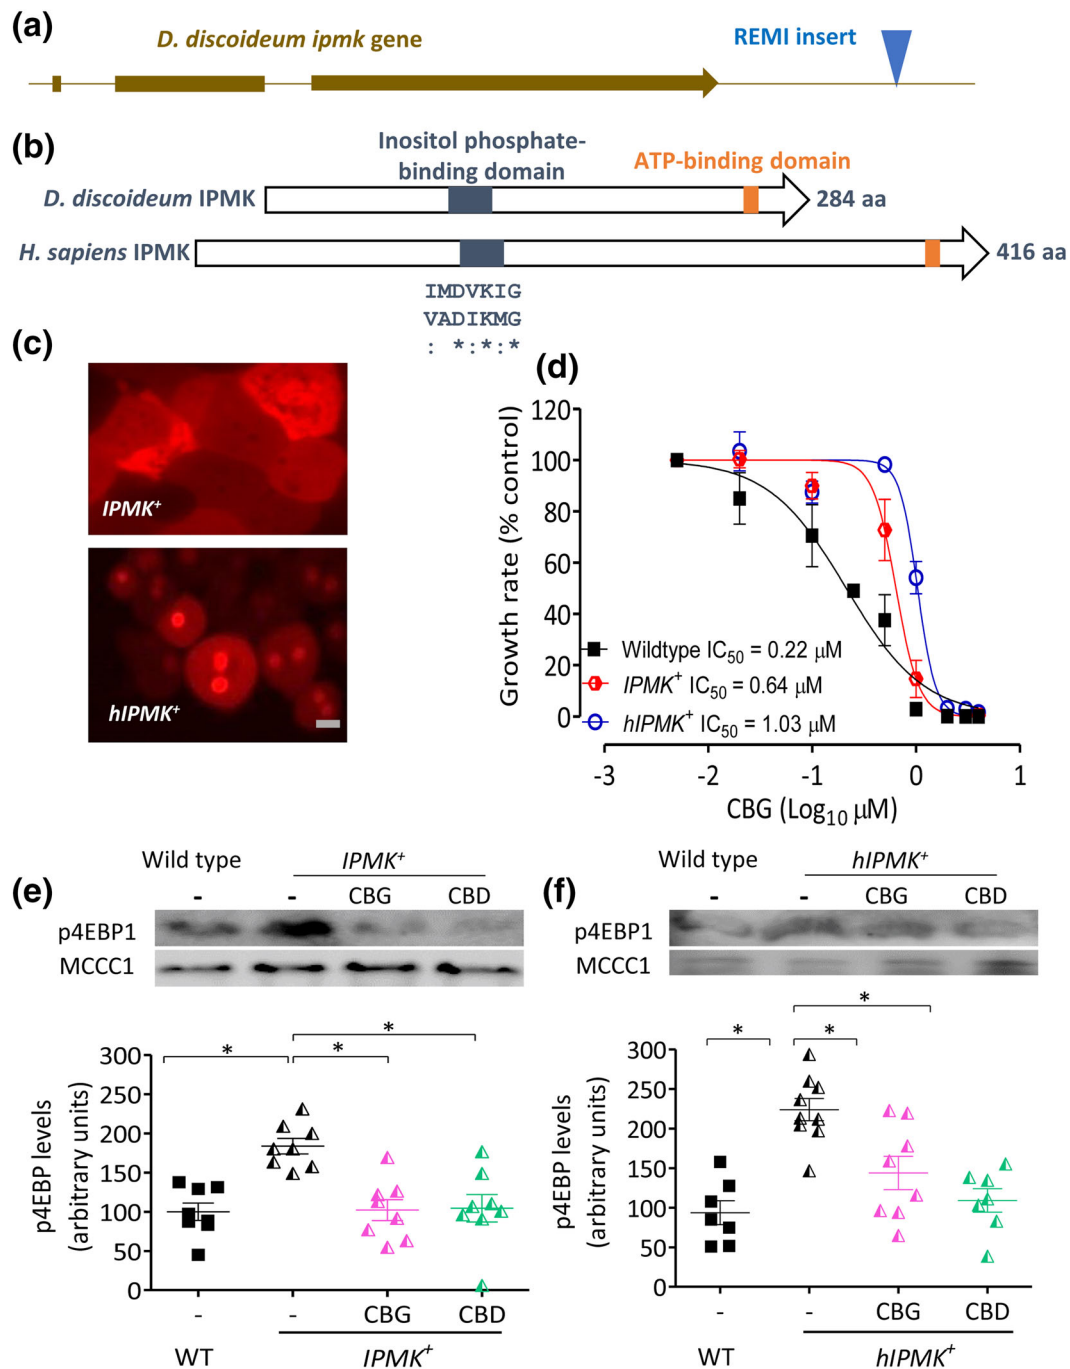 (a)
D. discoideum ipmk gene
REMI insert
(b)
Inositol phosphate-
binding domain
ATP-binding domain
D. discoideum IPMK
284 aa
H. sapiens IPMK
416 aa
IMDVKIG
VADIKMG
: *:*:*
(c)
IPMK+
hIPMK+
(d)
Growth rate (% control)
120
100
80
60
40
20
0
Wildtype IC50 = 0.22 μM
IPMK+ IC50 = 0.64 μM
hIPMK+ IC50 = 1.03 μM
-3 -2 -1 0 1
CBG (Log10 μM)
(e)
Wild type IPMK+
- - CBG CBD
p4EBP1
MCCC1
* * *
p4EBP levels
(arbitrary units)
300
250
200
150
100
50
0
- - CBG CBD
WT IPMK+
(f)
Wild type hIPMK+
- - CBG CBD
p4EBP1
MCCC1
* * *
p4EBP levels
(arbitrary units)
300
250
200
150
100
50
0
- - CBG CBD
WT hIPMK+